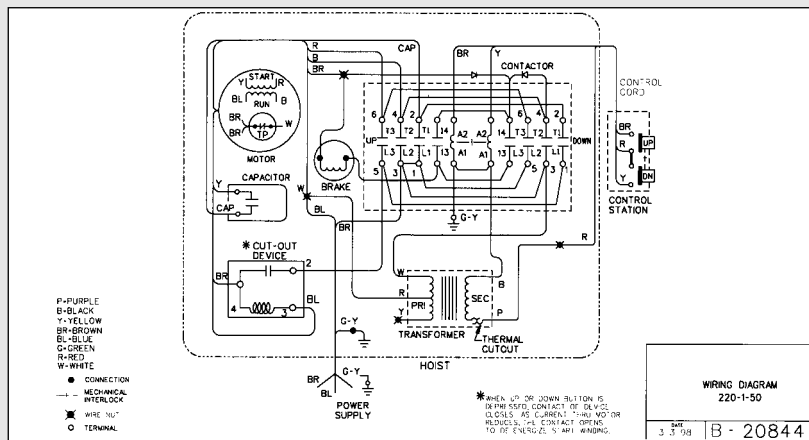 R
B
BR
CAP
BR
Y
CONTACTOR
CONTROL
CORD
Y START R
BL RUN B
BR
BR TP W
MOTOR
6 4 2 6 4 2
T3 T2 T1 14 A2 A2 14 T3 T2 T1
UP DOWN
L3 L2 L1 13 A1 A1 13 L3 L2 L1
5 3 1 5 3 1
BR
R
Y
UP
DN
CONTROL
STATION
BRAKE
CAPACITOR
Y
CAP
W
BL
BR
G-Y
R
* CUT-OUT
DEVICE
2
BR
BL
4 3
W
R
Y
PRI
SEC
B
P
TRANSFORMER
THERMAL
CUTOUT
HOIST
G-Y
G-Y
BR
BL
POWER
SUPPLY
P-PURPLE
B-BLACK
Y-YELLOW
BR-BROWN
BL-BLUE
G-GREEN
R-RED
W-WHITE
CONNECTION
MECHANICAL
INTERLOCK
WIRE NUT
TERMINAL
* WHEN UP OR DOWN BUTTON IS
DEPRESSED, CONTACT OF DEVICE
CLOSES. AS CURRENT THRU MOTOR
REDUCES, THE CONTACT OPENS
TO DE-ENERGIZE START WINDING.
WIRING DIAGRAM
220-1-50
DATE
3 3 98
B - 20844